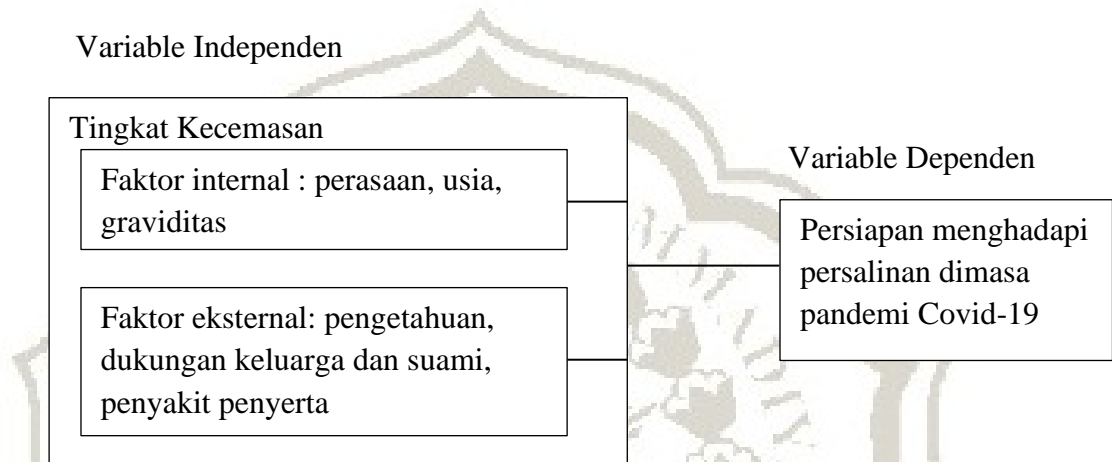 Variable Independen
Tingkat Kecemasan
Faktor internal : perasaan, usia,
graviditas
Faktor eksternal: pengetahuan,
dukungan keluarga dan suami,
penyakit penyerta
Variable Dependen
Persiapan menghadapi
persalinan dimasa
pandemi Covid-19